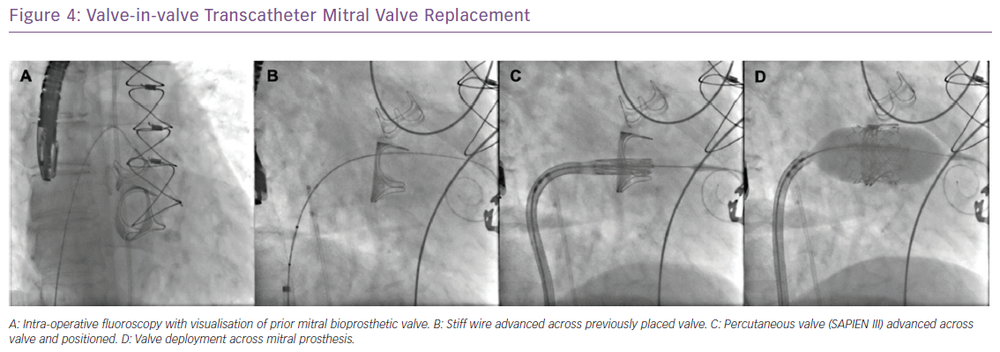 Figure 4: Valve-in-valve Transcatheter Mitral Valve Replacement
A
B
C
D
A: Intra-operative fluoroscopy with visualisation of prior mitral bioprosthetic valve. B: Stiff wire advanced across previously placed valve. C: Percutaneous valve (SAPIEN III) advanced across
valve and positioned. D: Valve deployment across mitral prosthesis.